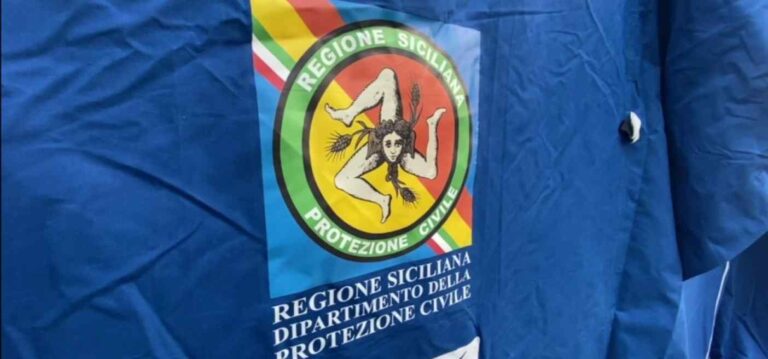 REGIONE SICILIANA
PROTEZIONE CIVILE
REGIONE SICILIANA
DIPARTIMENTO DELLA
PROTEZIONE CIVILE